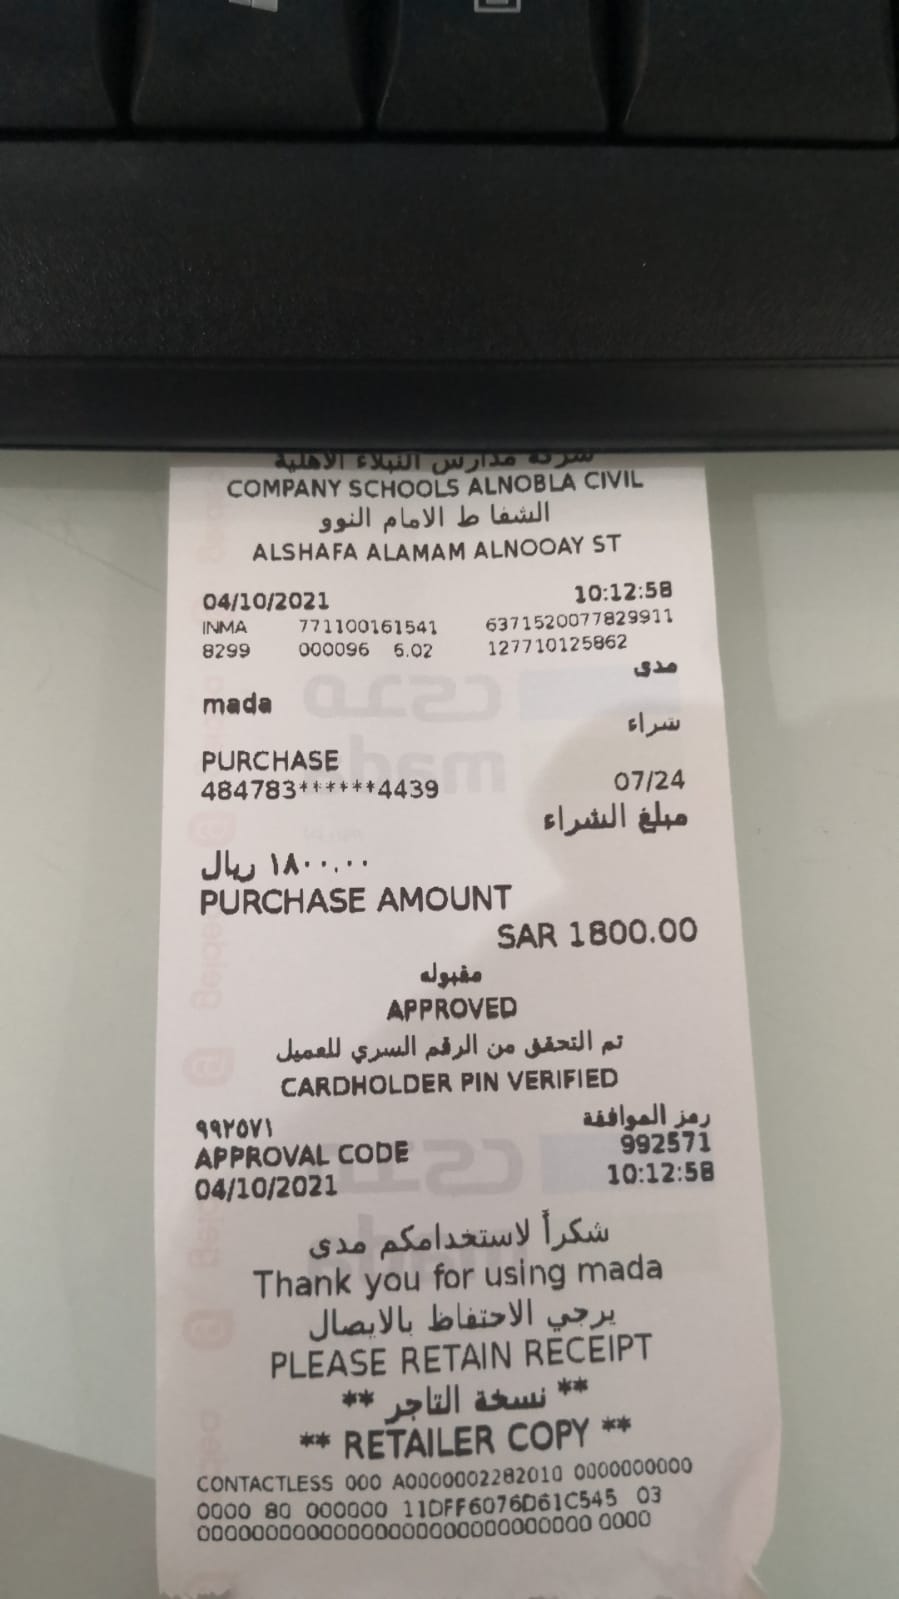 شركة مدارس النبلاء الاهلية
COMPANY SCHOOLS ALNOBLA CIVIL
الشفا ط الامام النوو
ALSHAFA ALAMAM ALNOOAY ST
04/10/2021 10:12:58
INMA 771100161541 6371520077829911
8299 000096 6.02 127710125862
مدى
mada
شراء
PURCHASE
484783******4439 07/24
مبلغ الشراء
١٨٠٠.٠٠ ريال
PURCHASE AMOUNT
SAR 1800.00
مقبوله
APPROVED
تم التحقق من الرقم السري للعميل
CARDHOLDER PIN VERIFIED
رمز الموافقة
٩٩٢٥٧١
APPROVAL CODE 992571
04/10/2021 10:12:58
شكراً لاستخدامكم مدى
Thank you for using mada
يرجي الاحتفاظ بالايصال
PLEASE RETAIN RECEIPT
** نسخة التاجر **
** RETAILER COPY **
CONTACTLESS 000 A0000002282010 0000000000
0000 80 000000 11DFF6076D61C545 03